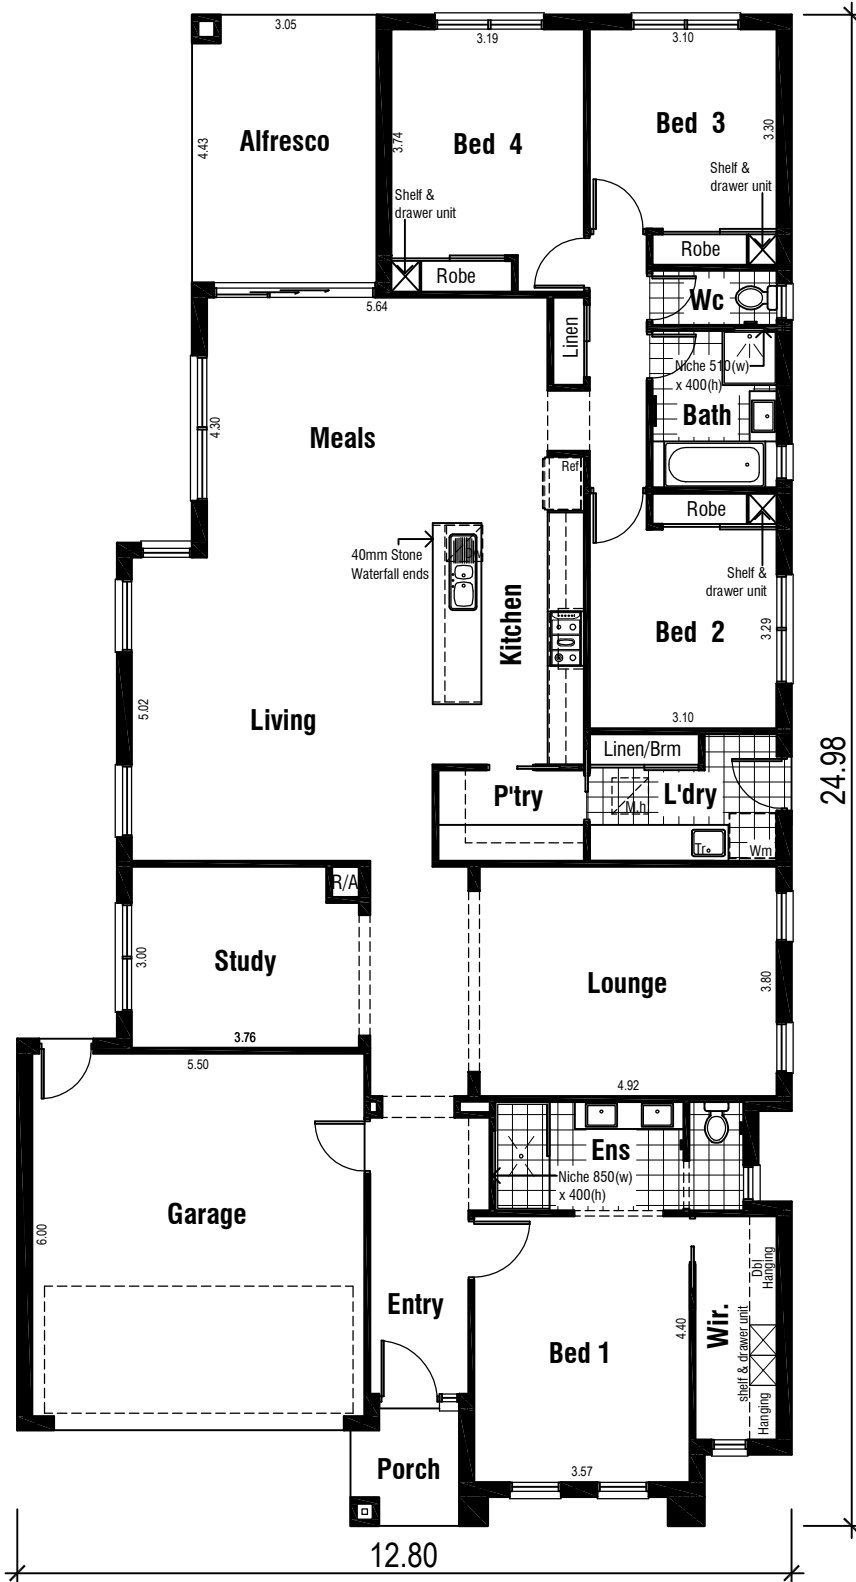 3.05
3.19
3.10
4.43
Alfresco
3.74
Bed 4
Bed 3
3.30
Shelf &
drawer unit
Shelf &
drawer unit
Robe
Robe
Wc
5.64
Linen
Niche 510(w)
x 400(h)
Bath
4.30
Meals
Ref
Robe
40mm Stone
Waterfall ends
Kitchen
Shelf &
drawer unit
Bed 2
3.29
3.10
5.02
Living
24.98
Linen/Brm
P'try
L'dry
M.h
Tr.
Wm
R/A
Study
3.00
3.76
Lounge
3.80
4.92
5.50
Ens
Niche 850(w)
x 400(h)
Garage
6.00
Entry
Bed 1
4.40
Wir.
Dbl
Hanging
shelf & drawer unit
Hanging
3.57
Porch
12.80